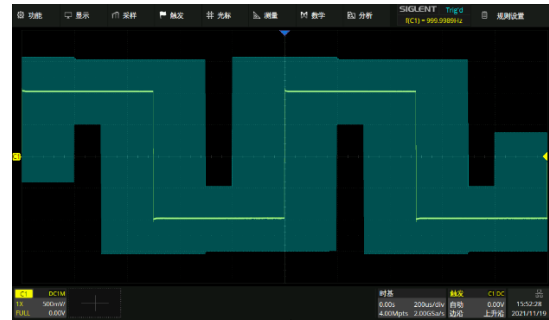 功能 显示 采样 触发 光标 测量 数学 分析 SIGLENT Trig'd 规则设置
f(C1) = 999.9989Hz
C1
C1 DC1M 时基 触发 C1 DC
1X 500mV/ 0.00s 200us/div 自动 0.00V 15:52:28
FULL 0.00V 4.00Mpts 2.00GSa/s 边沿 上升沿 2021/11/19